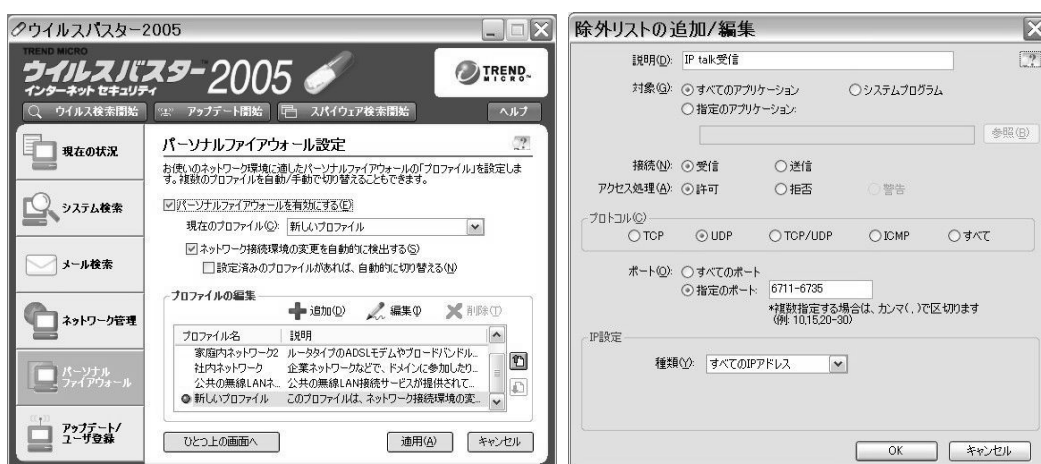 ウイルスバスター2005
TREND MICRO
ウイルスバスター2005
インターネット セキュリティ
TREND MICRO
ウイルス検索開始
アップデート開始
スパイウェア検索開始
ヘルプ
現在の状況
システム検索
メール検索
ネットワーク管理
パーソナル
ファイアウォール
アップデート/
ユーザ登録
パーソナルファイアウォール設定
お使いのネットワーク環境に適したパーソナルファイアウォールの「プロファイル」を設定しま
す。複数のプロファイルを自動/手動で切り替えることもできます。
パーソナルファイアウォールを有効にする(E)
現在のプロファイル(C): 新しいプロファイル
ネットワーク接続環境の変更を自動的に検出する(S)
設定済みのプロファイルがあれば、自動的に切り替える(N)
プロファイルの編集
追加(D) 編集(I) 削除(T)
プロファイル名 説明
家庭内ネットワーク2 ルータタイプのADSLモデムやブロードバンドル...
社内ネットワーク 企業ネットワークなどで、ドメインに参加したり...
公共の無線LANネ... 公共の無線LAN接続サービスが提供されて...
新しいプロファイル このプロファイルは、ネットワーク接続環境の変...
ひとつ上の画面へ 適用(A) キャンセル
除外リストの追加/編集
説明(D): IP talk受信
対象(G): すべてのアプリケーション システムプログラム
指定のアプリケーション:
参照(B)
接続(N): 受信 送信
アクセス処理(A): 許可 拒否 警告
プロトコル(C)
TCP UDP TCP/UDP ICMP すべて
ポート(O): すべてのポート
指定のポート: 6711-6735
*複数指定する場合は、カンマ(,)で区切ります
(例: 10,15,20-30)
IP設定
種類(Y): すべてのIPアドレス
OK キャンセル